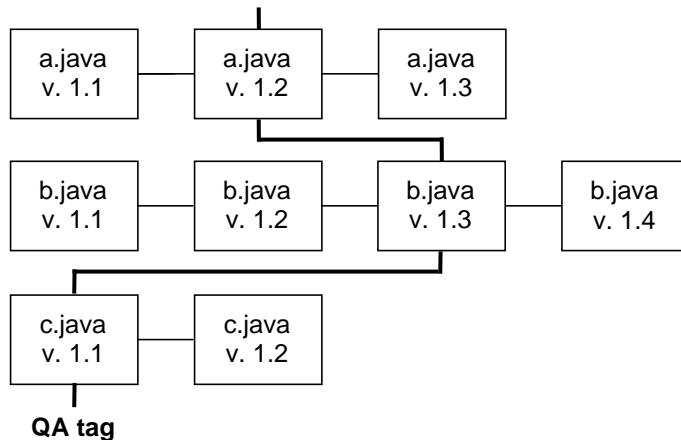 a.java
v. 1.1
a.java
v. 1.2
a.java
v. 1.3
b.java
v. 1.1
b.java
v. 1.2
b.java
v. 1.3
b.java
v. 1.4
c.java
v. 1.1
c.java
v. 1.2
QA tag